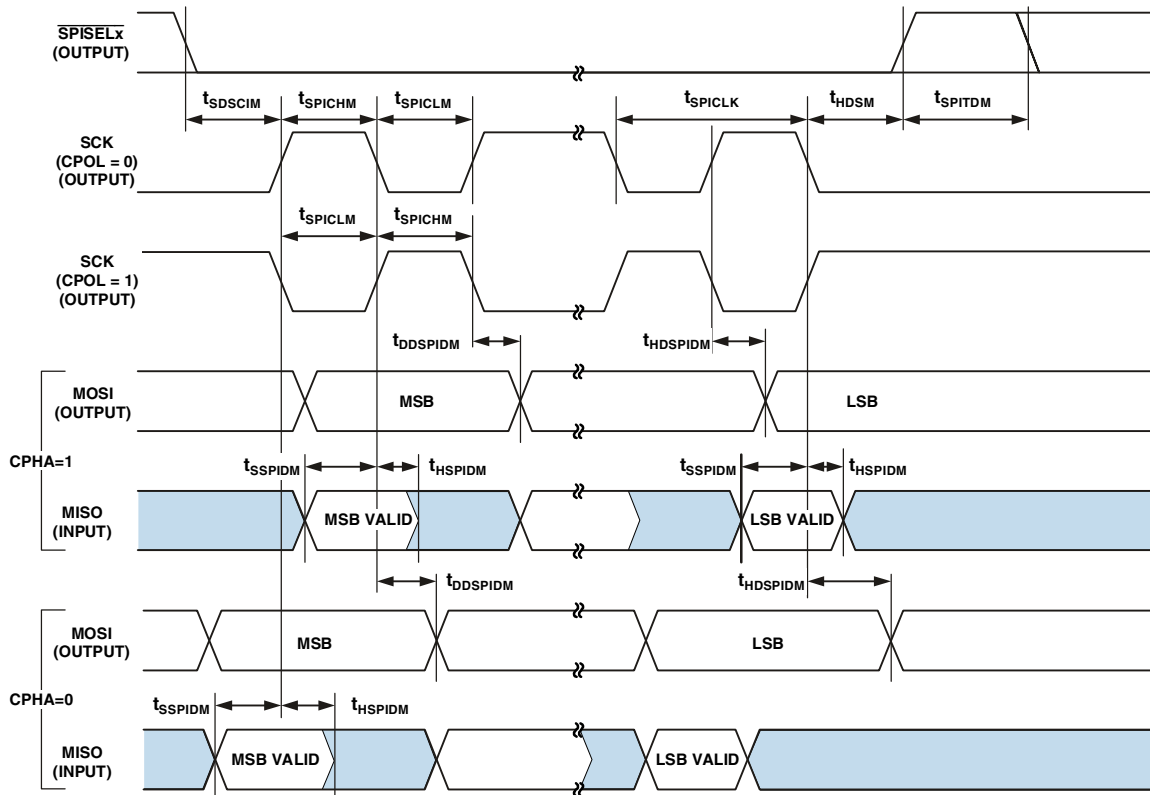 SPISELx
(OUTPUT)
tSDSCIM
tSPICHM
tSPICLM
tSPICLK
tHDSM
tSPITDM
SCK
(CPOL = 0)
(OUTPUT)
tSPICLM
tSPICHM
SCK
(CPOL = 1)
(OUTPUT)
tDDSPIDM
tHDSPIDM
MOSI
(OUTPUT)
MSB
LSB
CPHA=1
tSSPIDM
tHSPIDM
tSSPIDM
tHSPIDM
MISO
(INPUT)
MSB VALID
LSB VALID
tDDSPIDM
tHDSPIDM
MOSI
(OUTPUT)
MSB
LSB
CPHA=0
tSSPIDM
tHSPIDM
MISO
(INPUT)
MSB VALID
LSB VALID